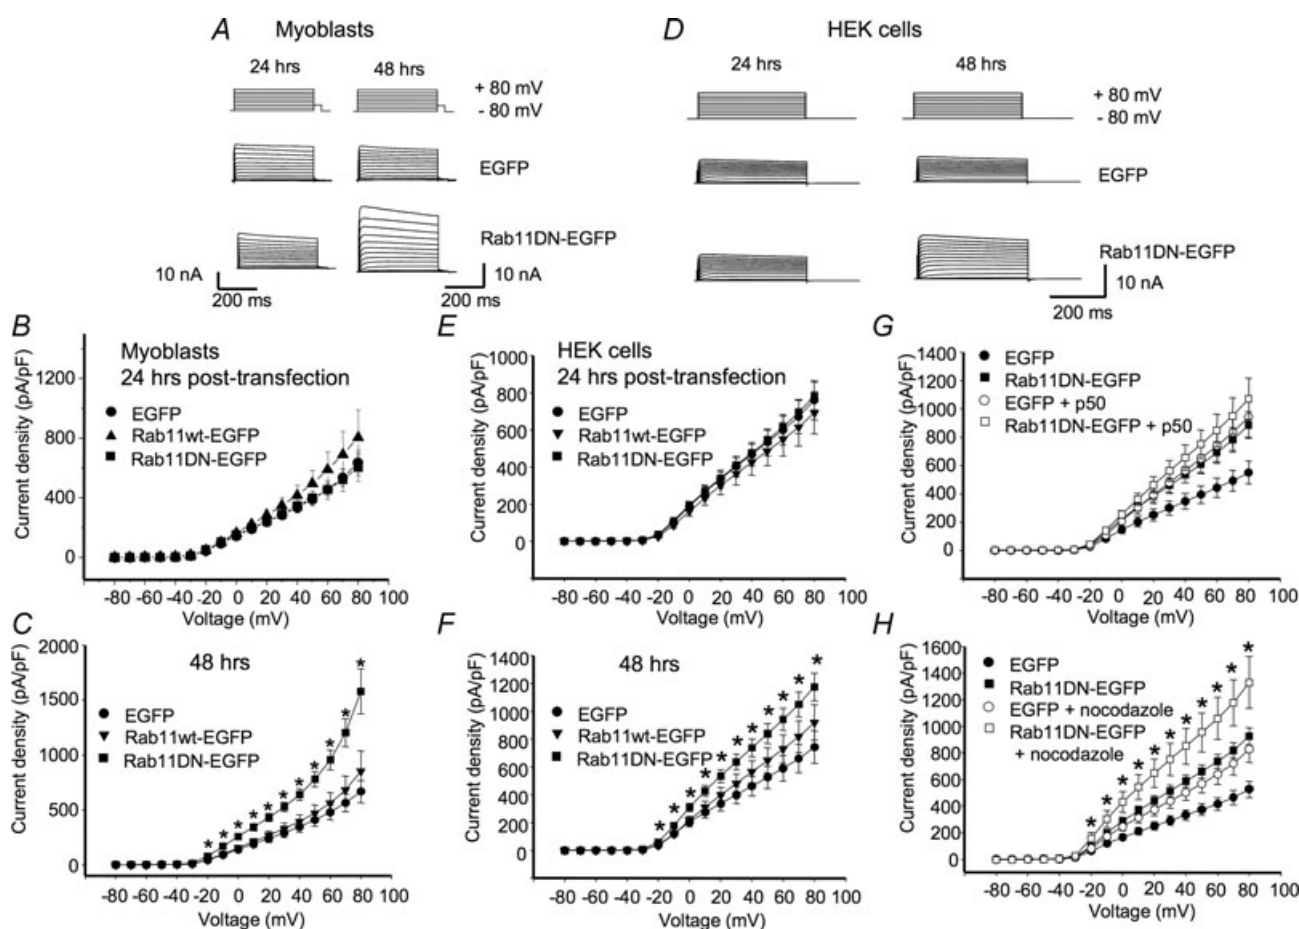 A Myoblasts
24 hrs 48 hrs
+ 80 mV
- 80 mV
EGFP
Rab11DN-EGFP
10 nA
200 ms
10 nA
200 ms
D HEK cells
24 hrs 48 hrs
+ 80 mV
- 80 mV
EGFP
Rab11DN-EGFP
10 nA
200 ms
B
Myoblasts
24 hrs post-transfection
EGFP
Rab11wt-EGFP
Rab11DN-EGFP
Current density (pA/pF)
1200
800
400
0
-80 -60 -40 -20 0 20 40 60 80 100
Voltage (mV)
E
HEK cells
24 hrs post-transfection
EGFP
Rab11wt-EGFP
Rab11DN-EGFP
Current density (pA/pF)
1000
800
600
400
200
0
-80 -60 -40 -20 0 20 40 60 80 100
Voltage (mV)
G
EGFP
Rab11DN-EGFP
EGFP + p50
Rab11DN-EGFP + p50
Current density (pA/pF)
1400
1200
1000
800
600
400
200
0
-80 -60 -40 -20 0 20 40 60 80 100
Voltage (mV)
C
48 hrs
EGFP
Rab11wt-EGFP
Rab11DN-EGFP
Current density (pA/pF)
2000
1500
1000
500
0
* * * * * * * * * * *
-80 -60 -40 -20 0 20 40 60 80 100
Voltage (mV)
F
48 hrs
EGFP
Rab11wt-EGFP
Rab11DN-EGFP
Current density (pA/pF)
1400
1200
1000
800
600
400
200
0
* * * * * * * * * * *
-80 -60 -40 -20 0 20 40 60 80 100
Voltage (mV)
H
EGFP
Rab11DN-EGFP
EGFP + nocodazole
Rab11DN-EGFP
+ nocodazole
Current density (pA/pF)
1600
1400
1200
1000
800
600
400
200
0
* * * * * * * * * * *
-80 -60 -40 -20 0 20 40 60 80 100
Voltage (mV)